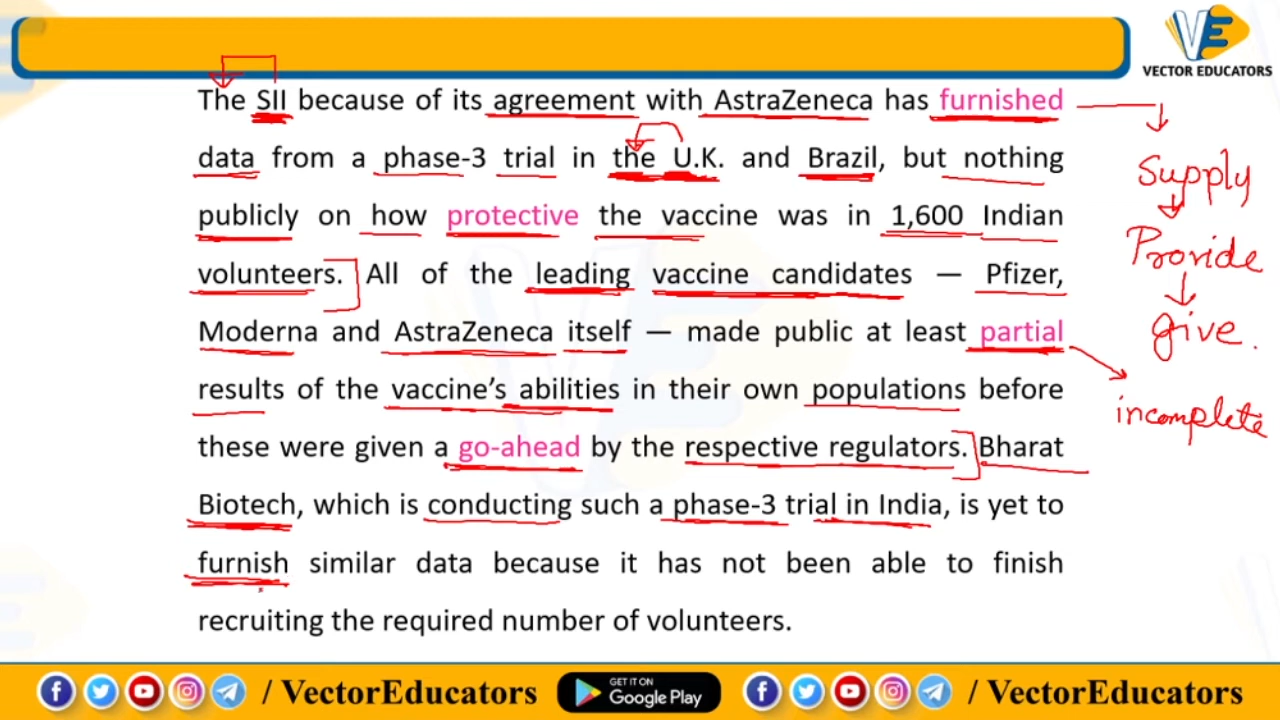 VE
VECTOR EDUCATORS
The SII because of its agreement with AstraZeneca has furnished
data from a phase-3 trial in the U.K. and Brazil, but nothing
publicly on how protective the vaccine was in 1,600 Indian
volunteers. All of the leading vaccine candidates — Pfizer,
Moderna and AstraZeneca itself — made public at least partial
results of the vaccine's abilities in their own populations before
these were given a go-ahead by the respective regulators. Bharat
Biotech, which is conducting such a phase-3 trial in India, is yet to
furnish similar data because it has not been able to finish
recruiting the required number of volunteers.
Supply
Provide
give.
incomplete
/ VectorEducators
GET IT ON
Google Play
/ VectorEducators